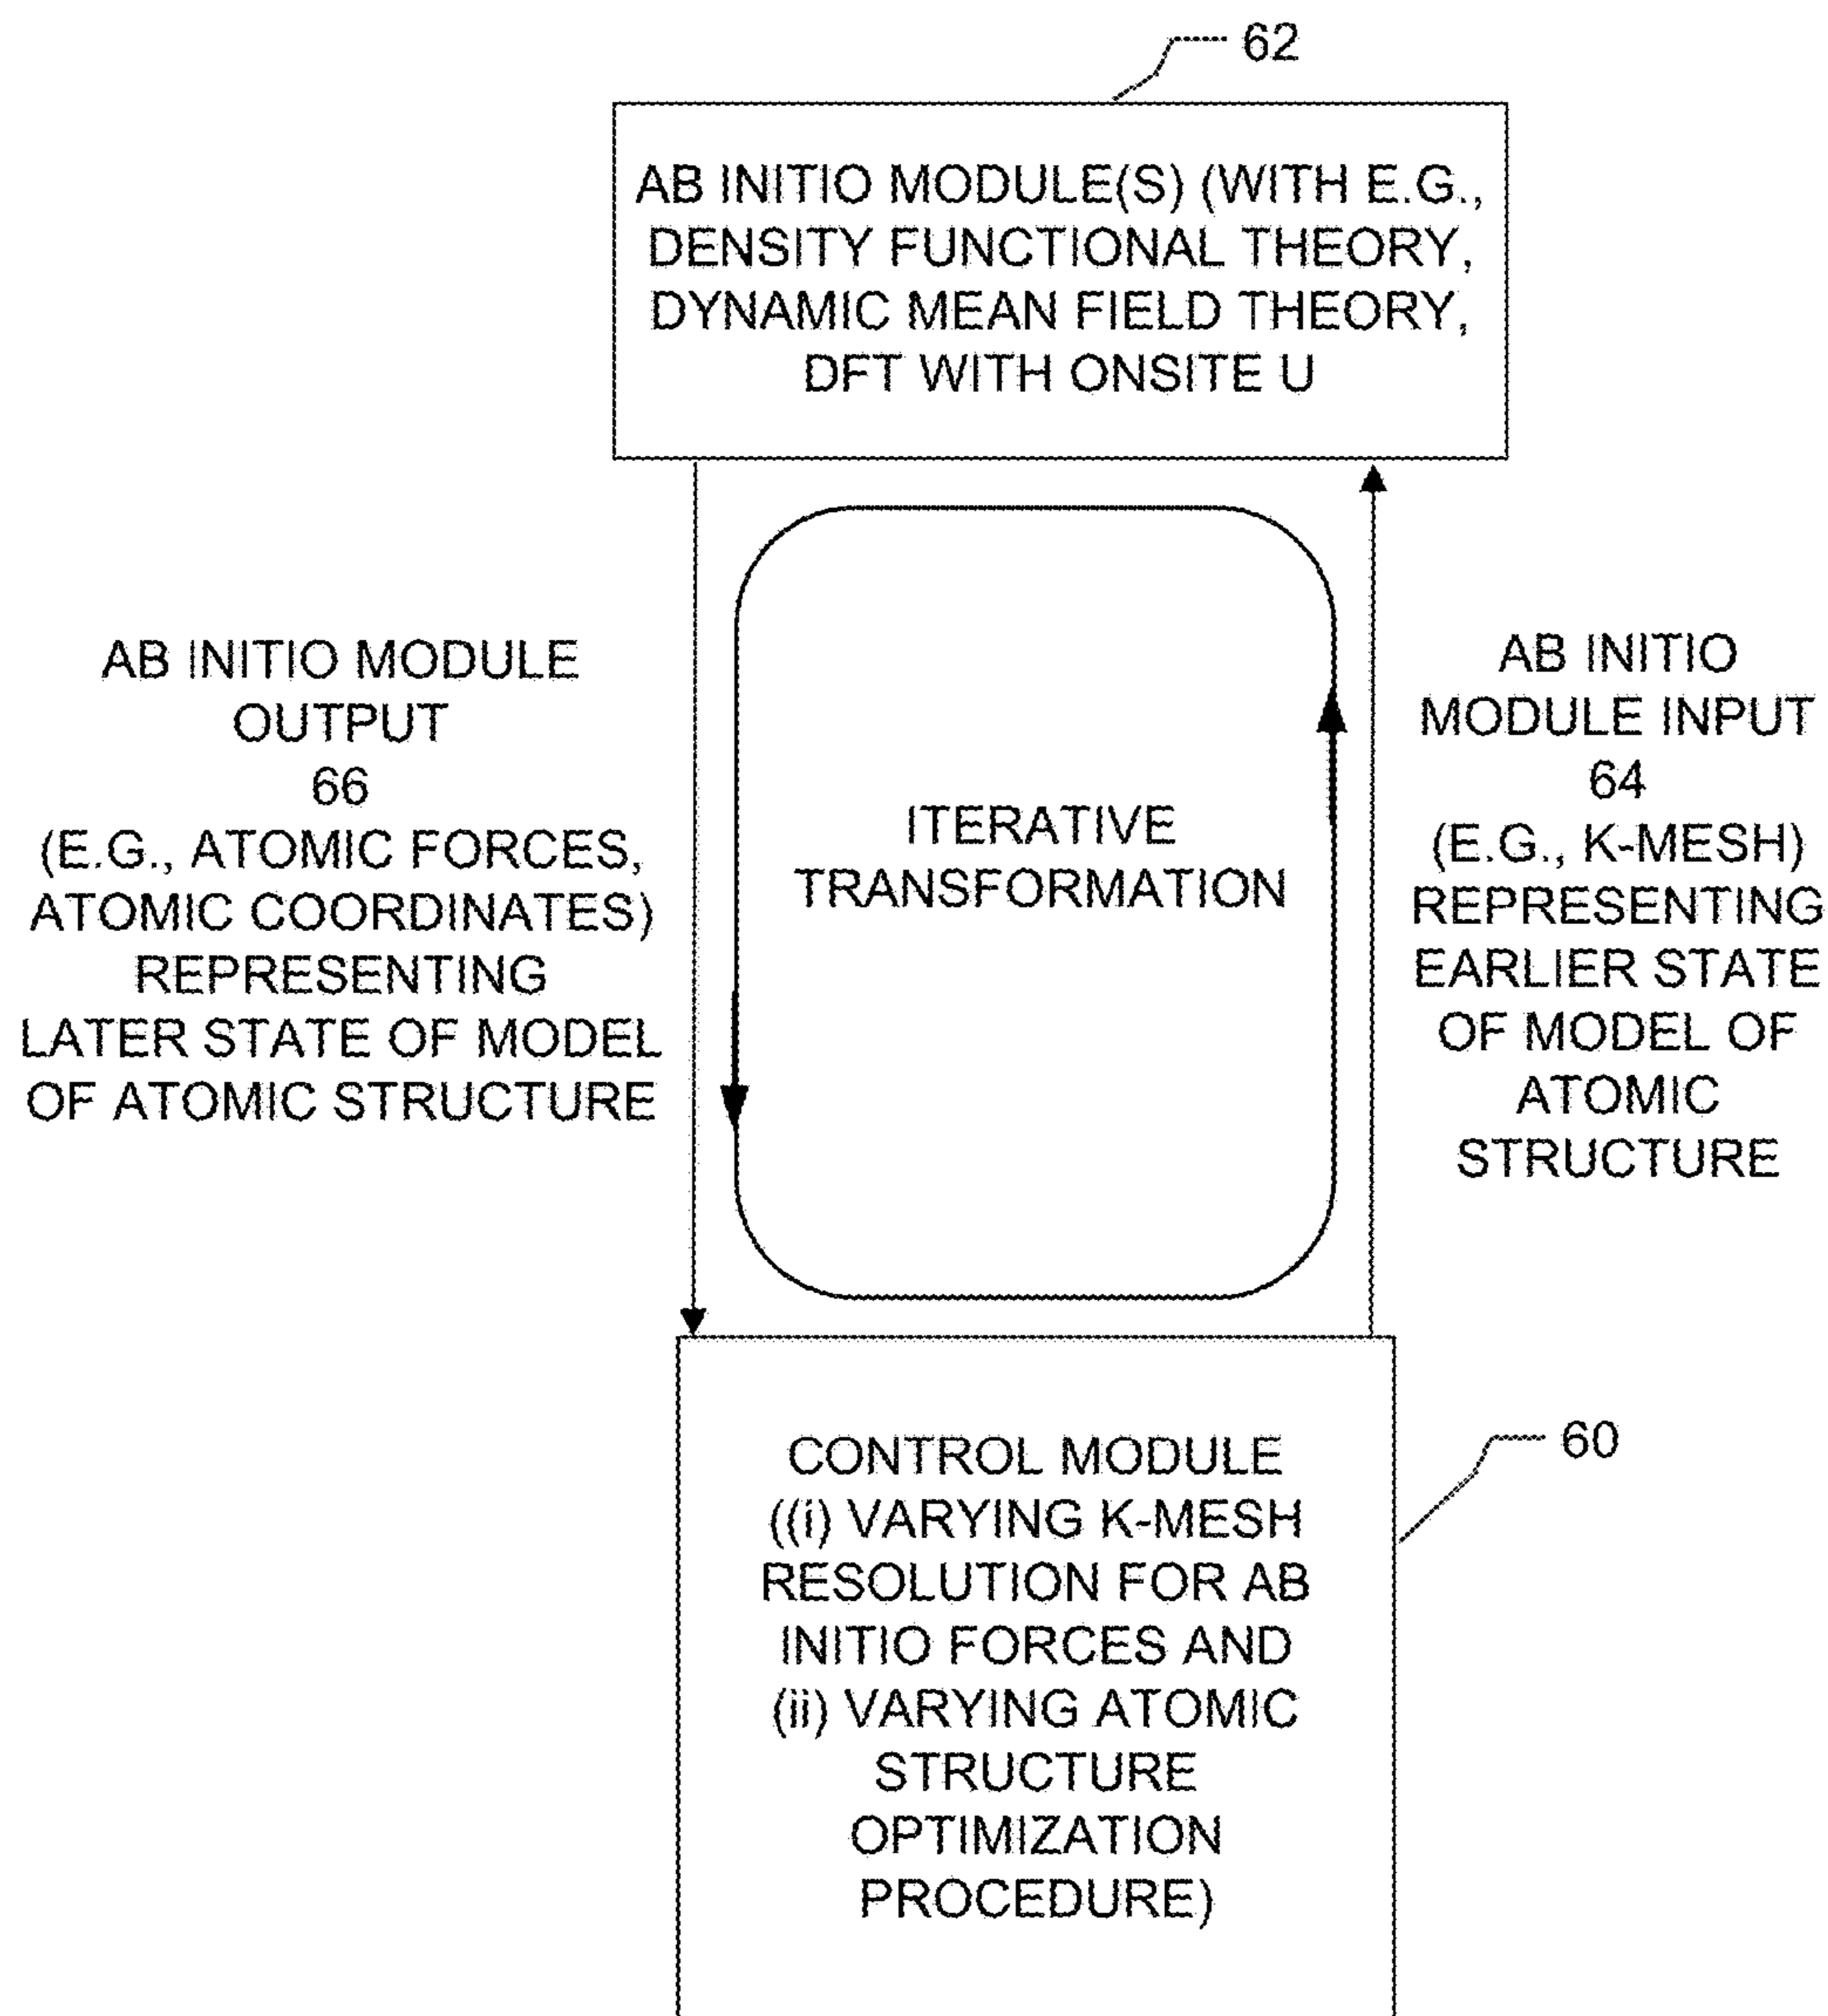 62
AB INITIO MODULE(S) (WITH E.G.,
DENSITY FUNCTIONAL THEORY,
DYNAMIC MEAN FIELD THEORY,
DFT WITH ONSITE U
AB INITIO MODULE
OUTPUT
66
(E.G., ATOMIC FORCES,
ATOMIC COORDINATES)
REPRESENTING
LATER STATE OF MODEL
OF ATOMIC STRUCTURE
ITERATIVE
TRANSFORMATION
AB INITIO
MODULE INPUT
64
(E.G., K-MESH)
REPRESENTING
EARLIER STATE
OF MODEL OF
ATOMIC
STRUCTURE
60
CONTROL MODULE
((i) VARYING K-MESH
RESOLUTION FOR AB
INITIO FORCES AND
(ii) VARYING ATOMIC
STRUCTURE
OPTIMIZATION
PROCEDURE)